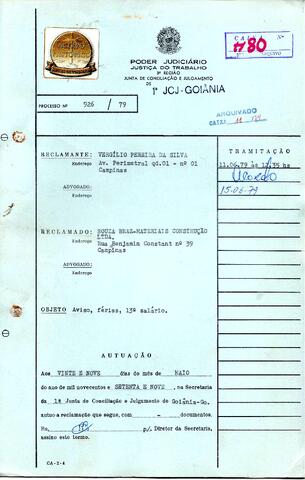 CAIXA
1780
ARQUIVO
PODER JUDICIÁRIO
JUSTIÇA DO TRABALHO
3ª REGIÃO
JUNTA DE CONCILIAÇÃO E JULGAMENTO DE
1ª JCJ-GOIÂNIA
PROCESSO Nº 926 / 79
ARQUIVADO
RECLAMANTE: VERGÍLIO PEREIRA DA SILVA
Endereço Av. Perimetral qd.01 - nº 01
Campinas
ADVOGADO:
Endereço
RECLAMADO: SOUZA BRAZ-MATERIAIS CONSTRUÇÃO
LTDA.
Endereço Rua Benjamin Constant nº 39
Campinas
ADVOGADO:
Endereço
OBJETO Aviso, férias, 13º salário.
TRAMITAÇÃO
11.06.79 às 12,35 hs
15-06-79
AUTUAÇÃO
Aos VINTE E NOVE dias do mês de MAIO
do ano de mil novecentos e SETENTA E NOVE, na Secretaria
da 1ª Junta de Conciliação e Julgamento de Goiânia-Go.
autuo a reclamação que segue, com - documentos.
Eu, p/. Diretor da Secretaria,
assino este termo.
CA-2-4